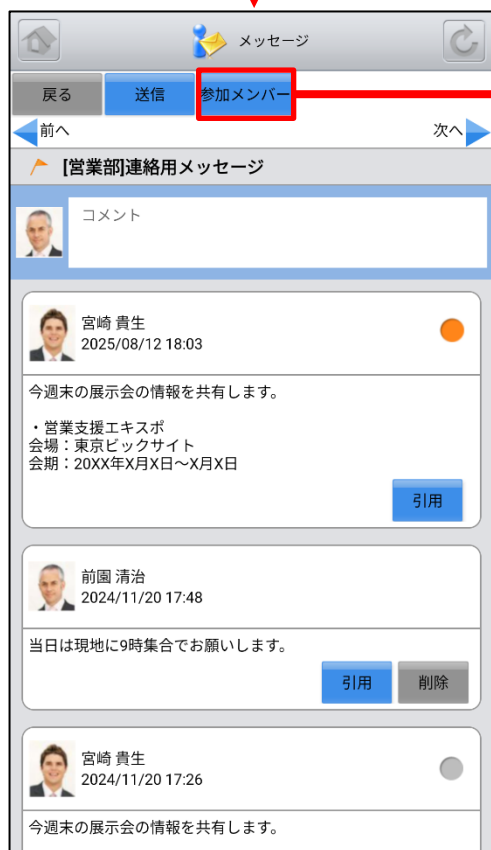 メッセージ
戻る
送信
参加メンバー
前へ
次へ
[営業部]連絡用メッセージ
コメント
宮崎 貴生
2025/08/12 18:03
今週末の展示会の情報を共有します。
・営業支援エキスポ
会場：東京ビックサイト
会期：20XX年X月X日～X月X日
引用
前園 清治
2024/11/20 17:48
当日は現地に9時集合でお願いします。
引用
削除
宮崎 貴生
2024/11/20 17:26
今週末の展示会の情報を共有します。